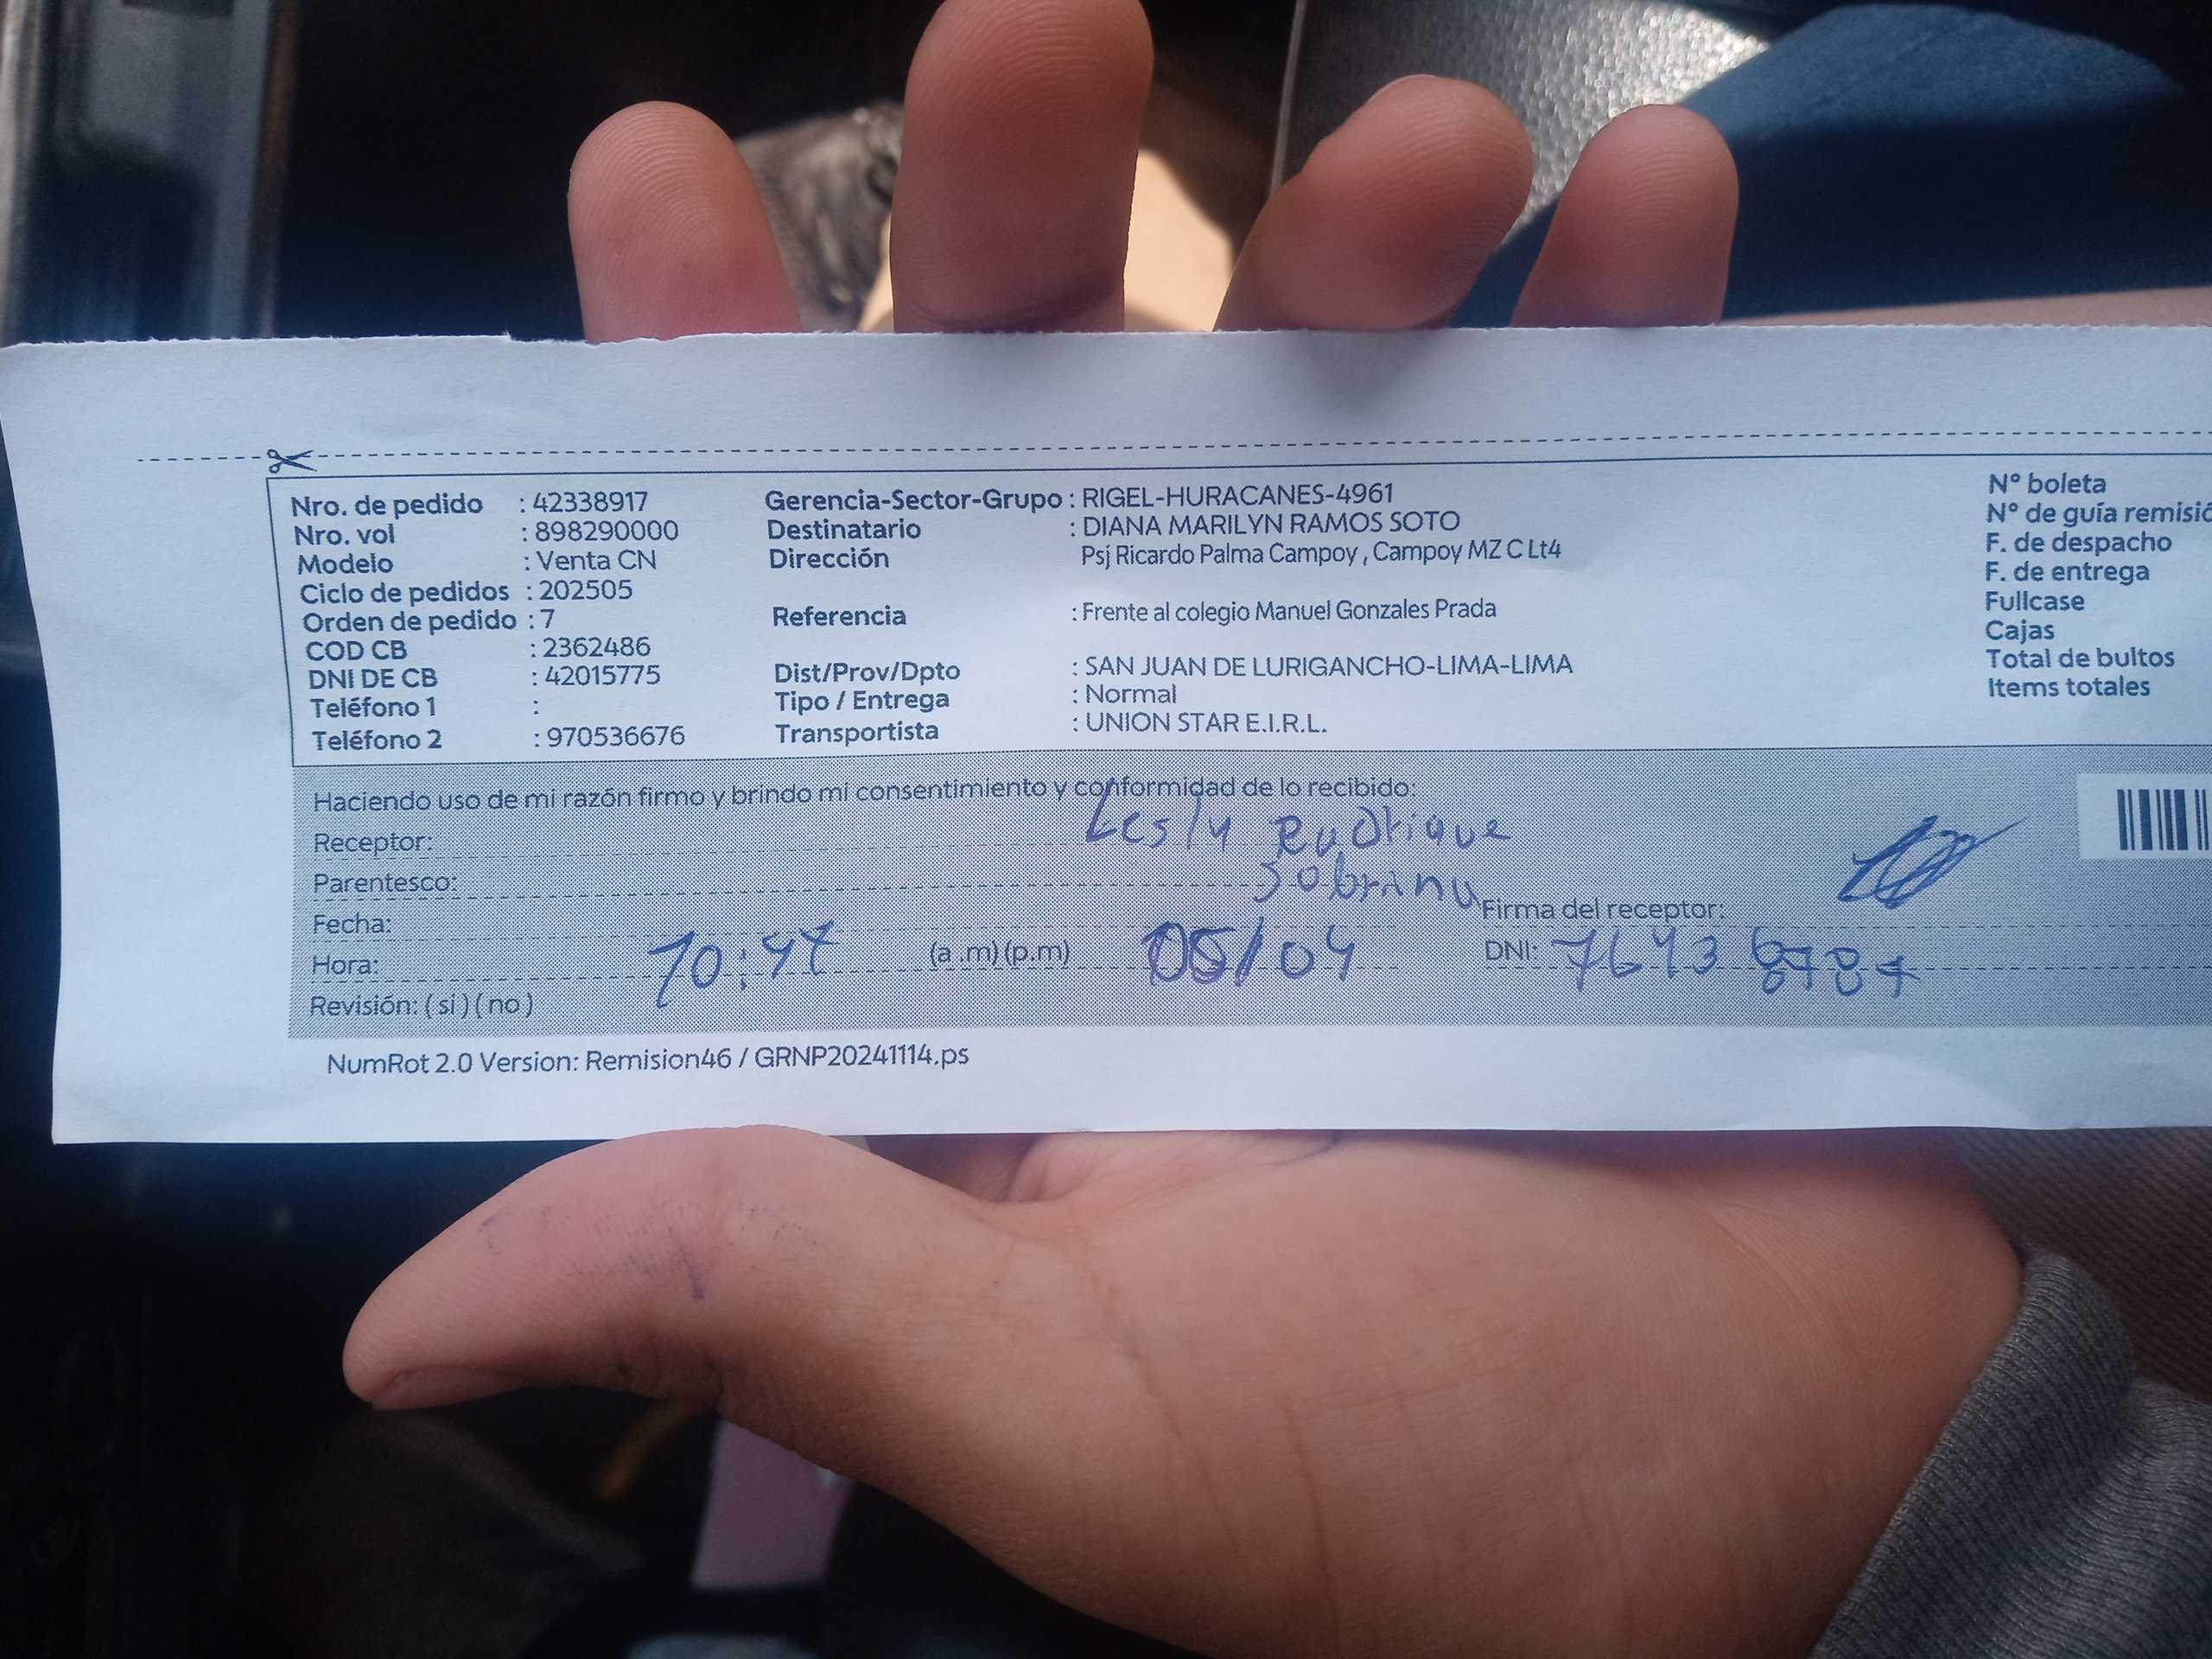 Nro. de pedido : 42338917 Gerencia-Sector-Grupo : RIGEL-HURACANES-4961 N° boleta
Nro. vol : 898290000 Destinatario : DIANA MARILYN RAMOS SOTO N° de guía remisió
Modelo : Venta CN Dirección Psj Ricardo Palma Campoy , Campoy MZ C Lt4 F. de despacho
Ciclo de pedidos : 202505 F. de entrega
Orden de pedido : 7 Referencia : Frente al colegio Manuel Gonzales Prada Fullcase
COD CB : 2362486 Cajas
DNI DE CB : 42015775 Dist/Prov/Dpto : SAN JUAN DE LURIGANCHO-LIMA-LIMA Total de bultos
Teléfono 1 : Tipo / Entrega : Normal Items totales
Teléfono 2 : 970536676 Transportista : UNION STAR E.I.R.L.
Haciendo uso de mi razón firmo y brindo mi consentimiento y conformidad de lo recibido:
Receptor: Lesly
Parentesco: Sobrina
Fecha: Firma del receptor:
Hora: (a .m) (p.m) 05/04 DNI:
Revisión: ( si ) ( no )
NumRot 2.0 Version: Remision46 / GRNP20241114.ps